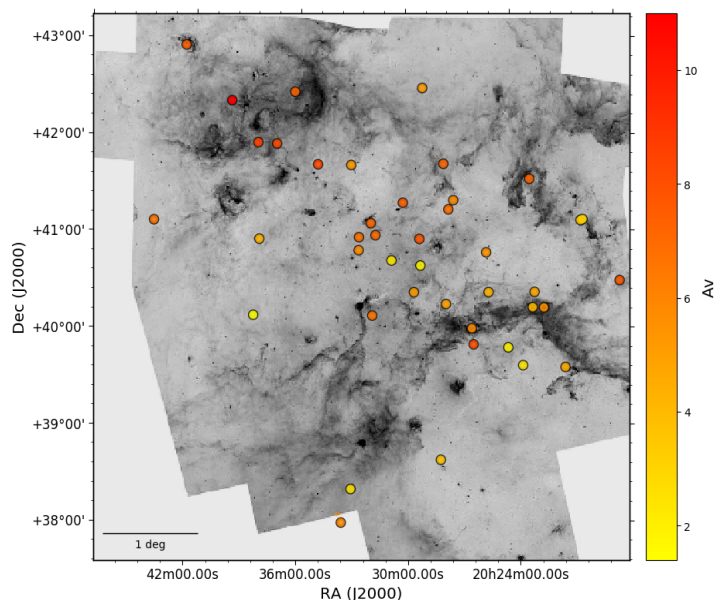 +43°00'
+42°00'
+41°00'
+40°00'
+39°00'
+38°00'
Dec (J2000)
1 deg
42m00.00s
36m00.00s
30m00.00s
20h24m00.00s
RA (J2000)
10
8
6
4
2
Av